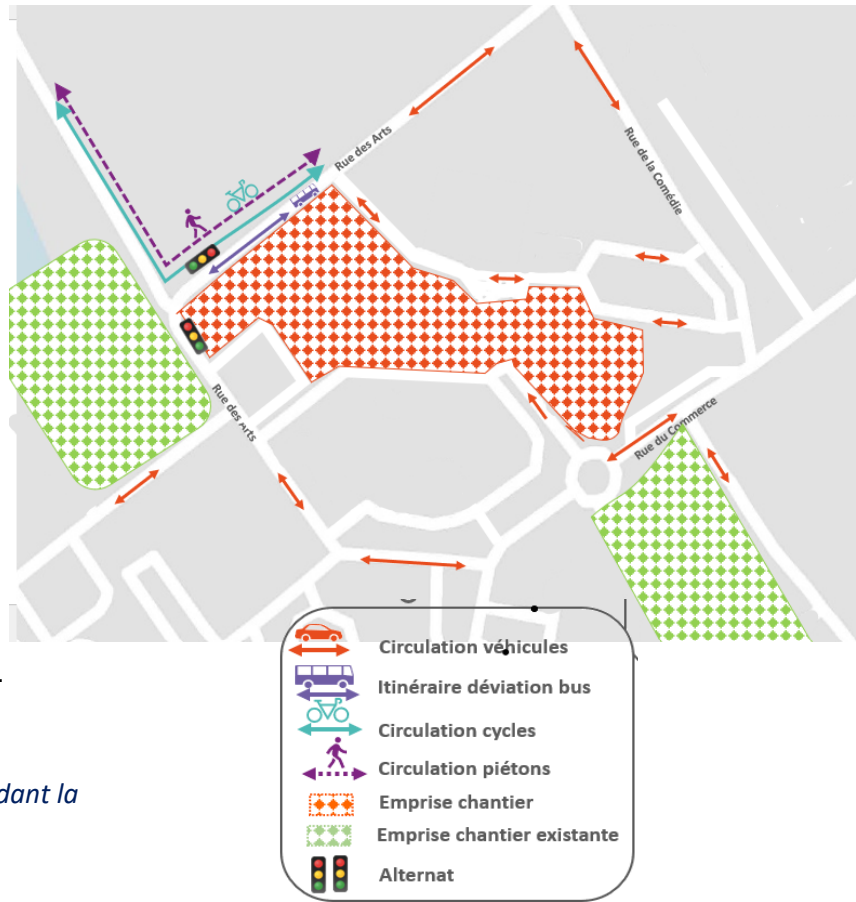 Rue des Arts
Rue de la Comédie
Rue des Arts
Rue du Commerce
Circulation véhicules
Itinéraire déviation bus
Circulation cycles
dant la
Circulation piétons
Emprise chantier
Emprise chantier existante
Alternat